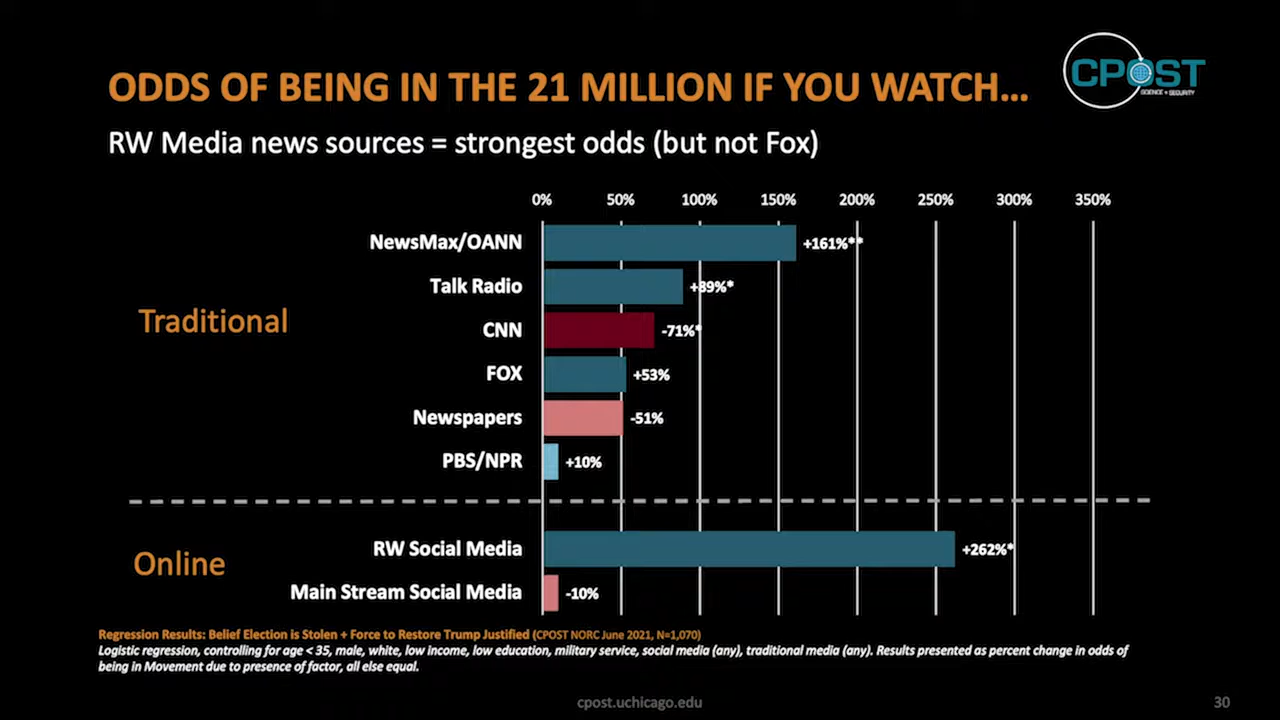 CPOST
SCIENCE + SECURITY
ODDS OF BEING IN THE 21 MILLION IF YOU WATCH...
RW Media news sources = strongest odds (but not Fox)
0% 50% 100% 150% 200% 250% 300% 350%
NewsMax/OANN +161%**
Talk Radio +89%*
CNN -71%*
Traditional
FOX +53%
Newspapers -51%
PBS/NPR +10%
RW Social Media +262%*
Online
Main Stream Social Media -10%
Regression Results: Belief Election is Stolen + Force to Restore Trump Justified (CPOST NORC June 2021, N=1,070)
Logistic regression, controlling for age < 35, male, white, low income, low education, military service, social media (any), traditional media (any). Results presented as percent change in odds of
being in Movement due to presence of factor, all else equal.
cpost.uchicago.edu
30